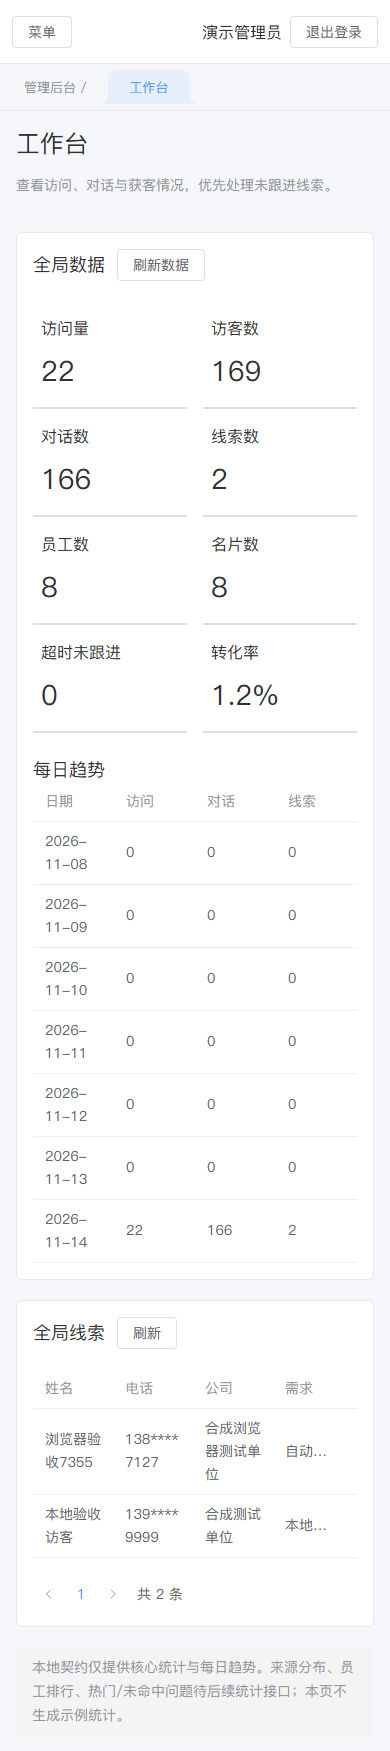 菜单 演示管理员 退出登录
管理后台 / 工作台
工作台
查看访问、对话与获客情况，优先处理未跟进线索。
全局数据 刷新数据
访问量 访客数
22 169
对话数 线索数
166 2
员工数 名片数
8 8
超时未跟进 转化率
0 1.2%
每日趋势
日期 访问 对话 线索
2026-
11-08 0 0 0
2026-
11-09 0 0 0
2026-
11-10 0 0 0
2026-
11-11 0 0 0
2026-
11-12 0 0 0
2026-
11-13 0 0 0
2026-
11-14 22 166 2
全局线索 刷新
姓名 电话 公司 需求
浏览器验
收7355
138****
7127
合成浏览
器测试单
位
自动...
本地验收
访客
139****
9999
合成测试
单位
本地...
1 共 2 条
本地契约仅提供核心统计与每日趋势。来源分布、员
工排行、热门/未命中问题待后续统计接口；本页不
生成示例统计。